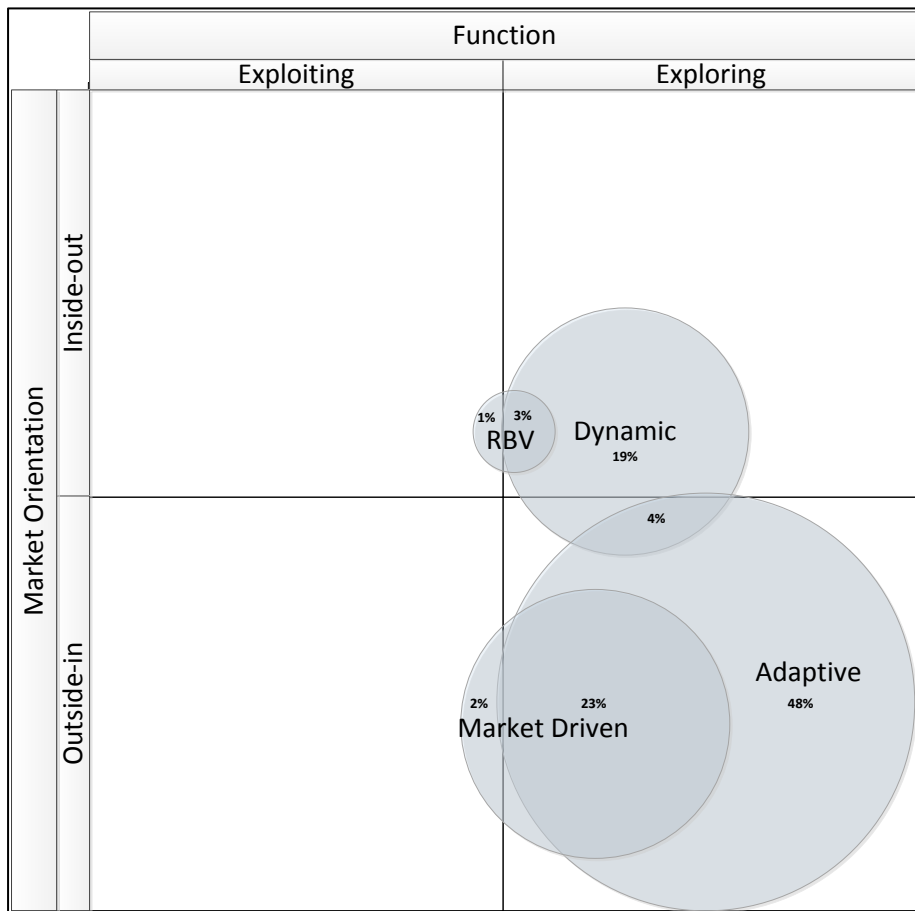 Function
Exploiting
Exploring
Market Orientation
Inside-out
1%
3%
RBV
Dynamic
19%
4%
Outside-in
Adaptive
2%
23%
48%
Market Driven